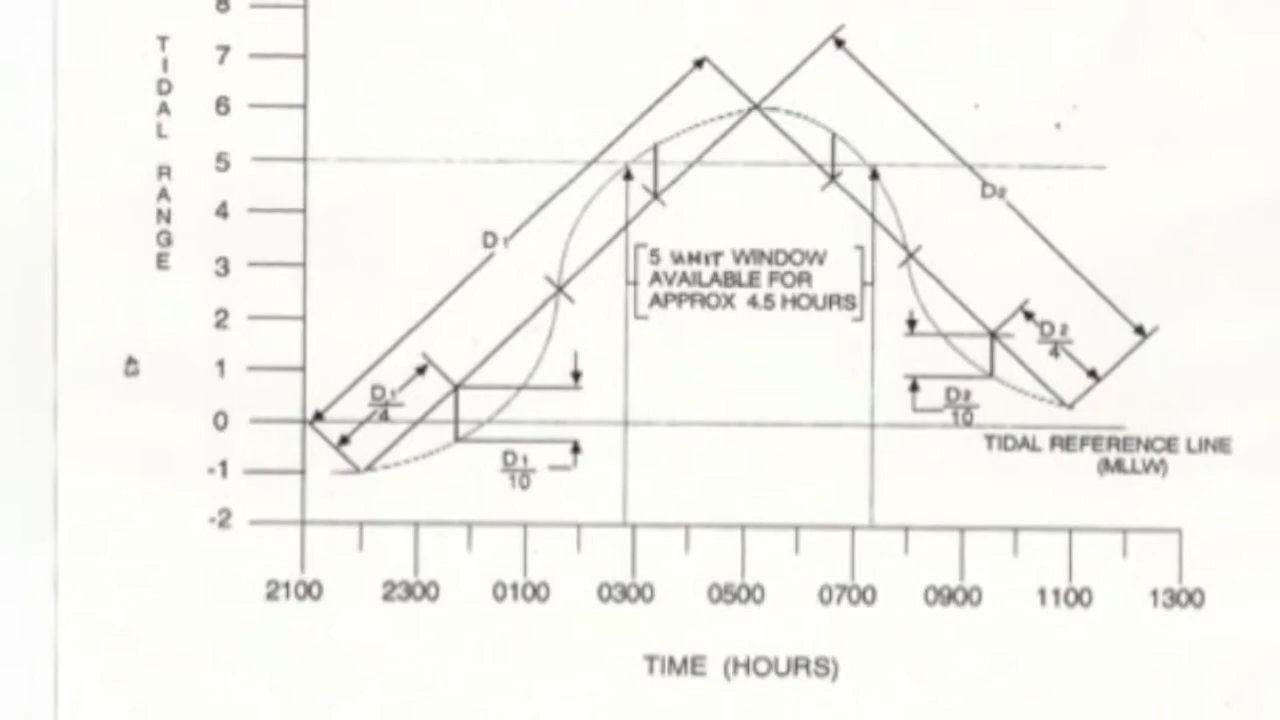 TIDAL RANGE
8
7
6
5
4
3
2
1
0
-1
-2
D1
D2
5 UNIT WINDOW
AVAILABLE FOR
APPROX 4.5 HOURS
D1
4
D2
4
D1
10
D2
10
TIDAL REFERENCE LINE
(MLLW)
43
2100 2300 0100 0300 0500 0700 0900 1100 1300
TIME (HOURS)